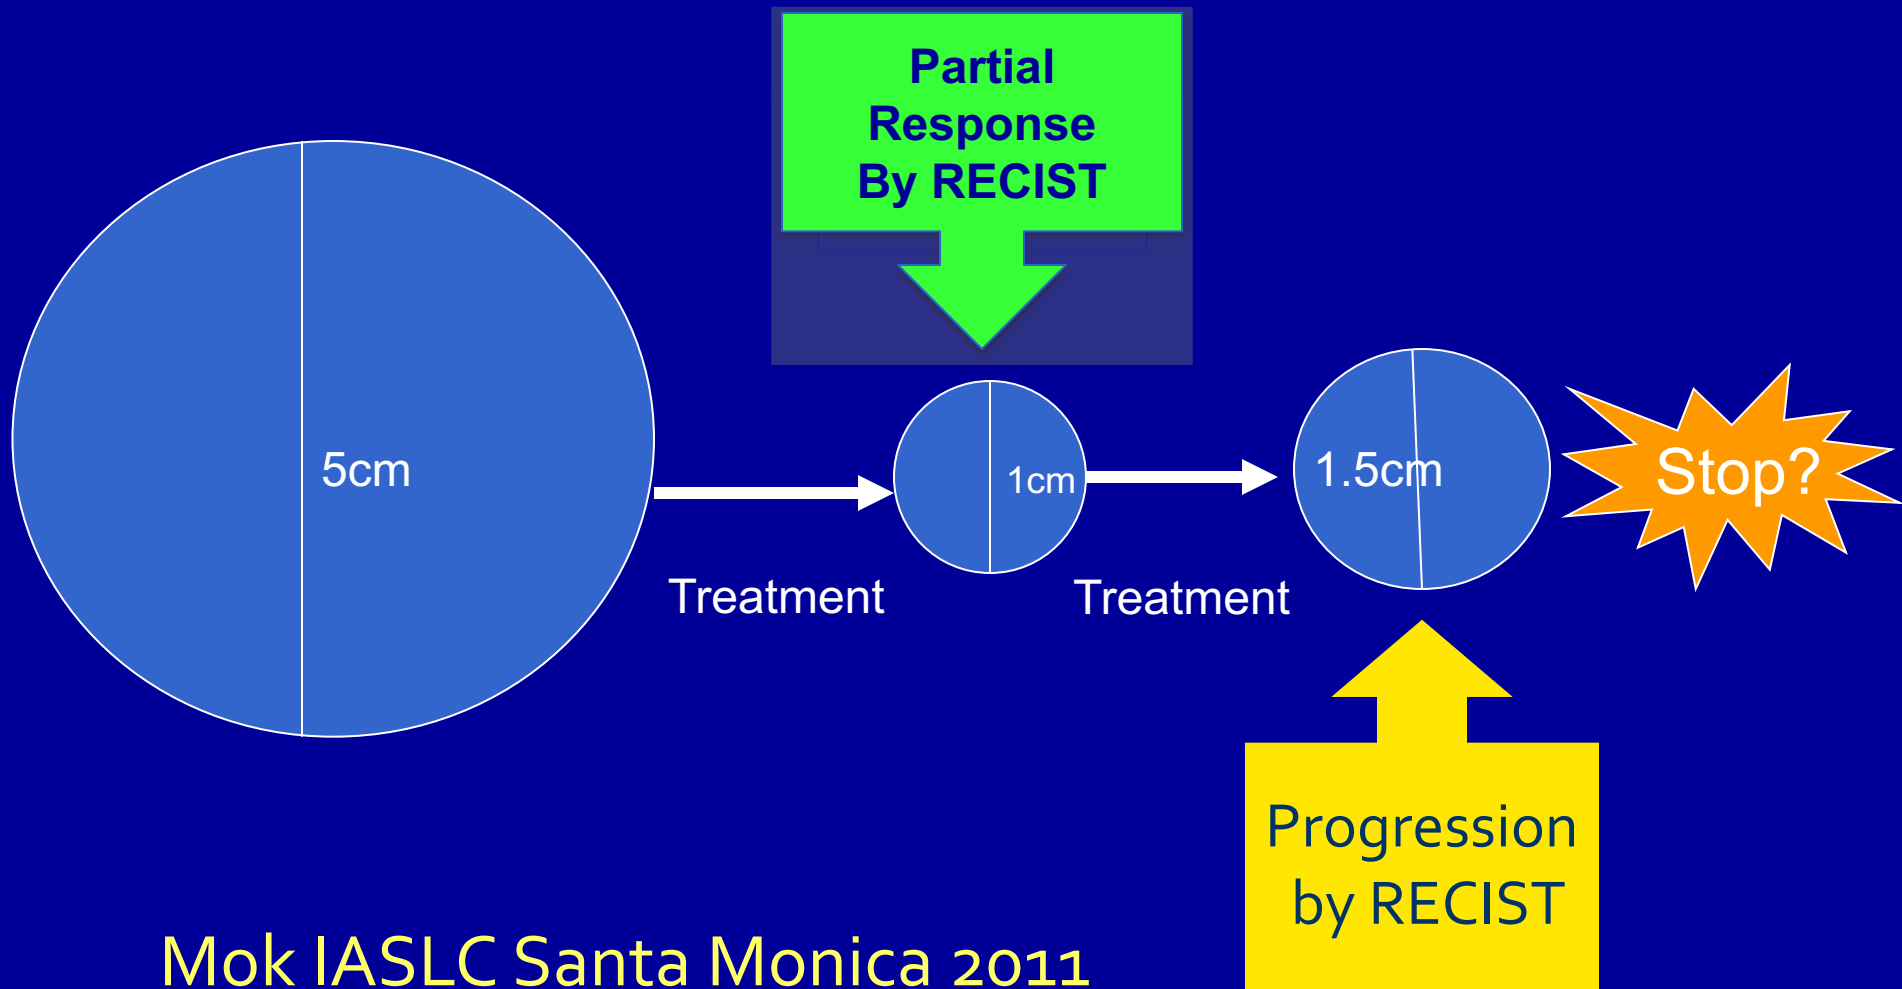 Partial
Response
By RECIST
5cm
1cm
1.5cm
Stop?
Treatment
Treatment
Progression
by RECIST
Mok IASLC Santa Monica 2011